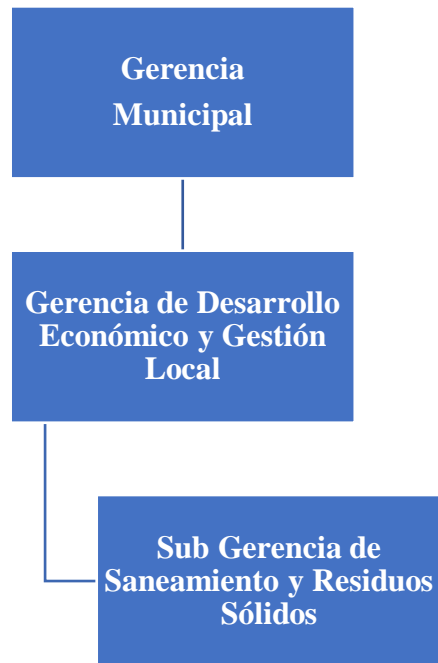 Gerencia
Municipal
Gerencia de Desarrollo
Económico y Gestión
Local
Sub Gerencia de
Saneamiento y Residuos
Sólidos